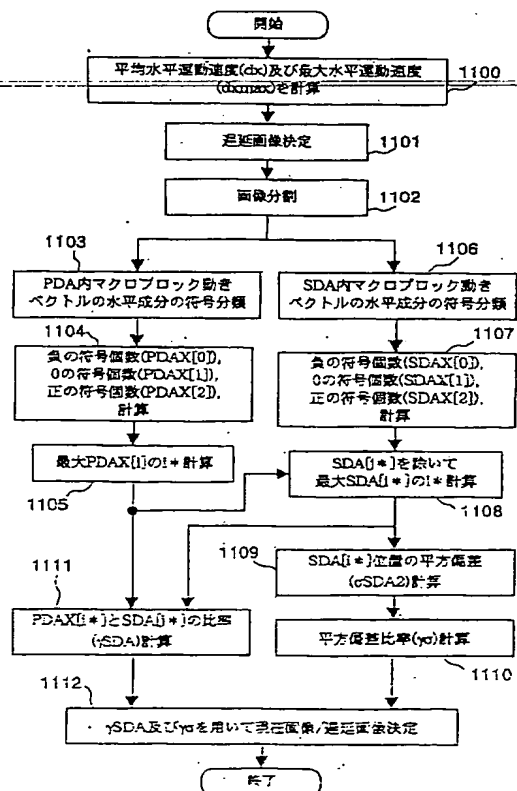 開始
平均水平運動速度(dx)及び最大水平運動速度
(dxmax)を計算
1100
遅延画像決定
1101
画像分割
1102
1103
PDA内マクロブロック動き
ベクトルの水平成分の符号分類
1106
SDA内マクロブロック動き
ベクトルの水平成分の符号分類
1104
負の符号個数(PDAX[0]),
0の符号個数(PDAX[1]),
正の符号個数(PDAX[2]),
計算
1107
負の符号個数(SDAX[0]),
0の符号個数(SDAX[1]),
正の符号個数(SDAX[2]),
計算
最大PDAX[i]のi*計算
1105
SDA[i*]を除いて
最大SDA[j*]のj*計算
1108
1109
SDA[j*]位置の平方偏差
(σSDA2)計算
1111
PDAX[i*]とSDA[j*]の比率
(γSDA)計算
平方偏差比率(γσ)計算
1110
1112
γSDA及びγσを用いて現在画像/遅延画像決定
終了